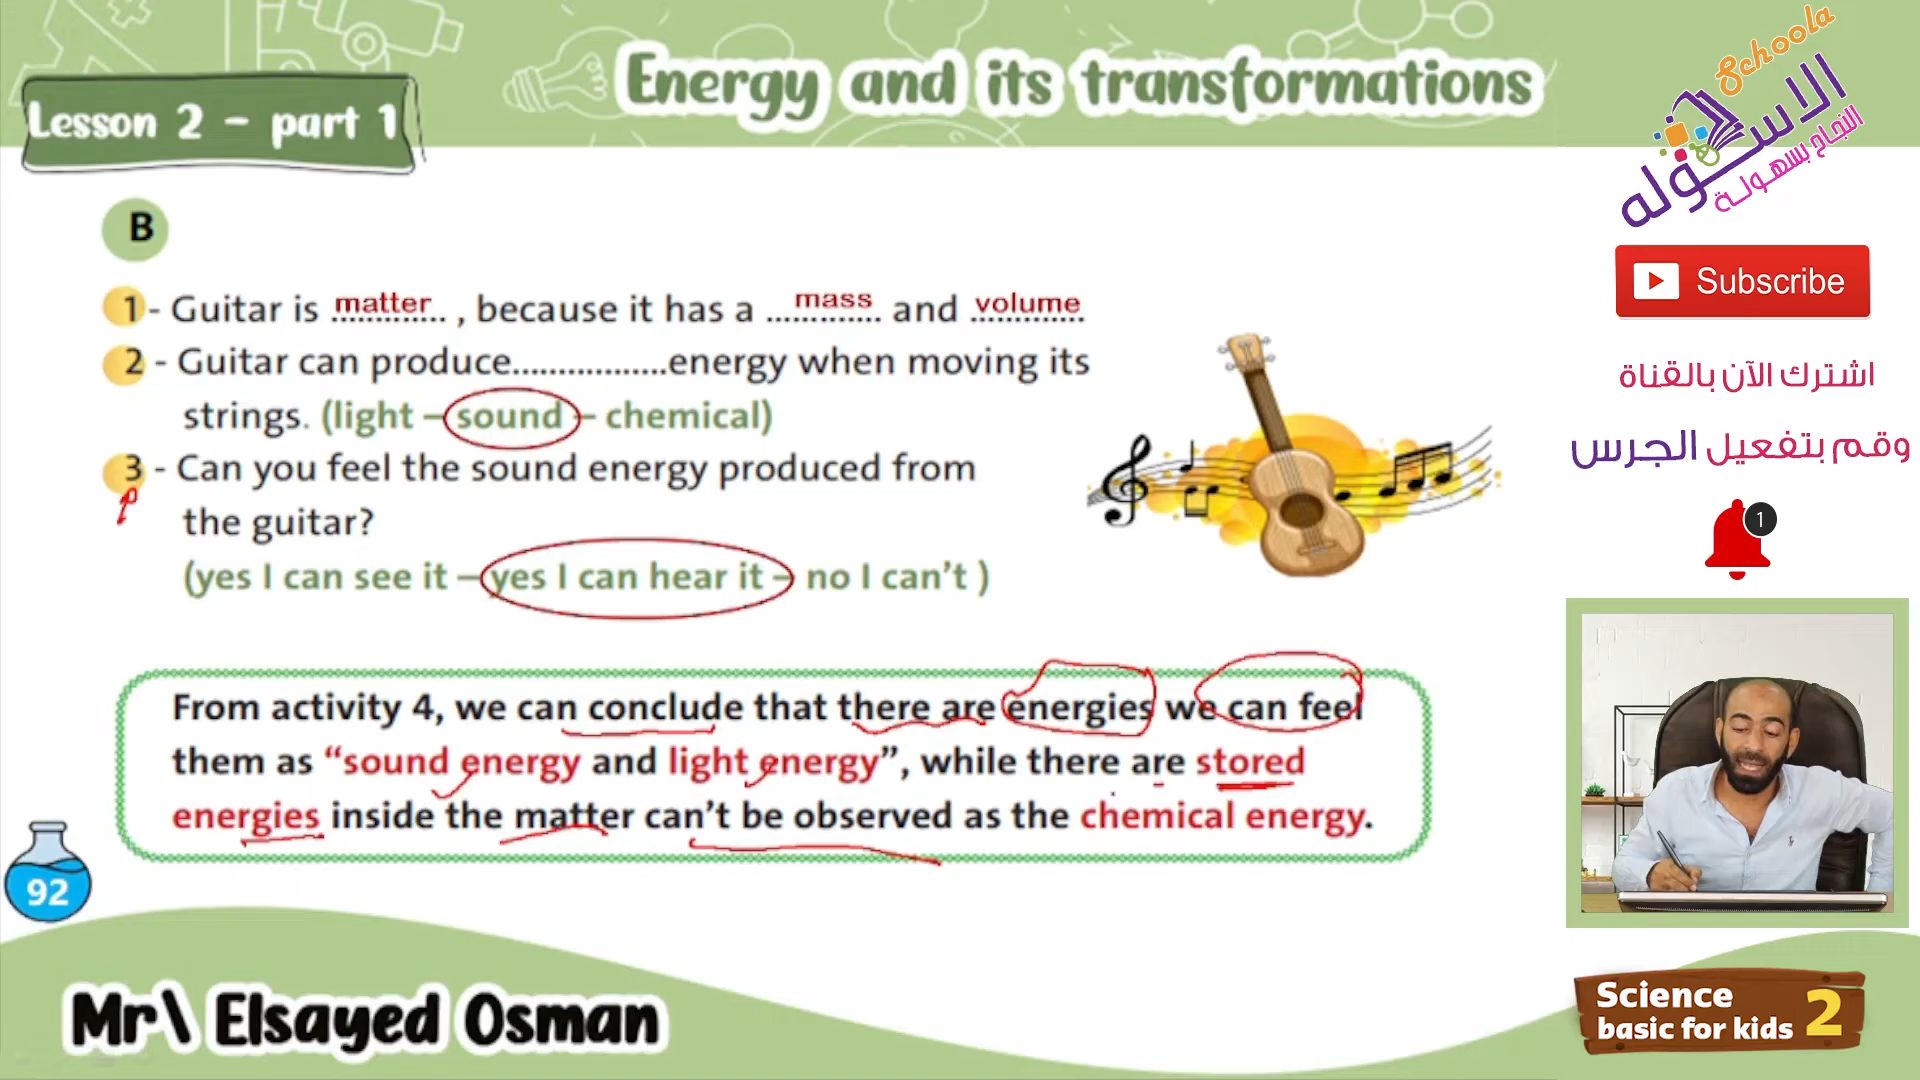 Energy and its transformations
Lesson 2 - part 1
B
1 - Guitar is matter , because it has a mass and volume
2 - Guitar can produce.................energy when moving its
strings. (light – sound – chemical)
3 - Can you feel the sound energy produced from
the guitar?
(yes I can see it – yes I can hear it – no I can't )
From activity 4, we can conclude that there are energies we can feel
them as “sound energy and light energy”, while there are stored
energies inside the matter can't be observed as the chemical energy.
92
Mr\ Elsayed Osman
Schoola
الاسكوله
النجاح بسهولة
Subscribe
اشترك الآن بالقناة
وقم بتفعيل الجرس
1
Science
basic for kids 2